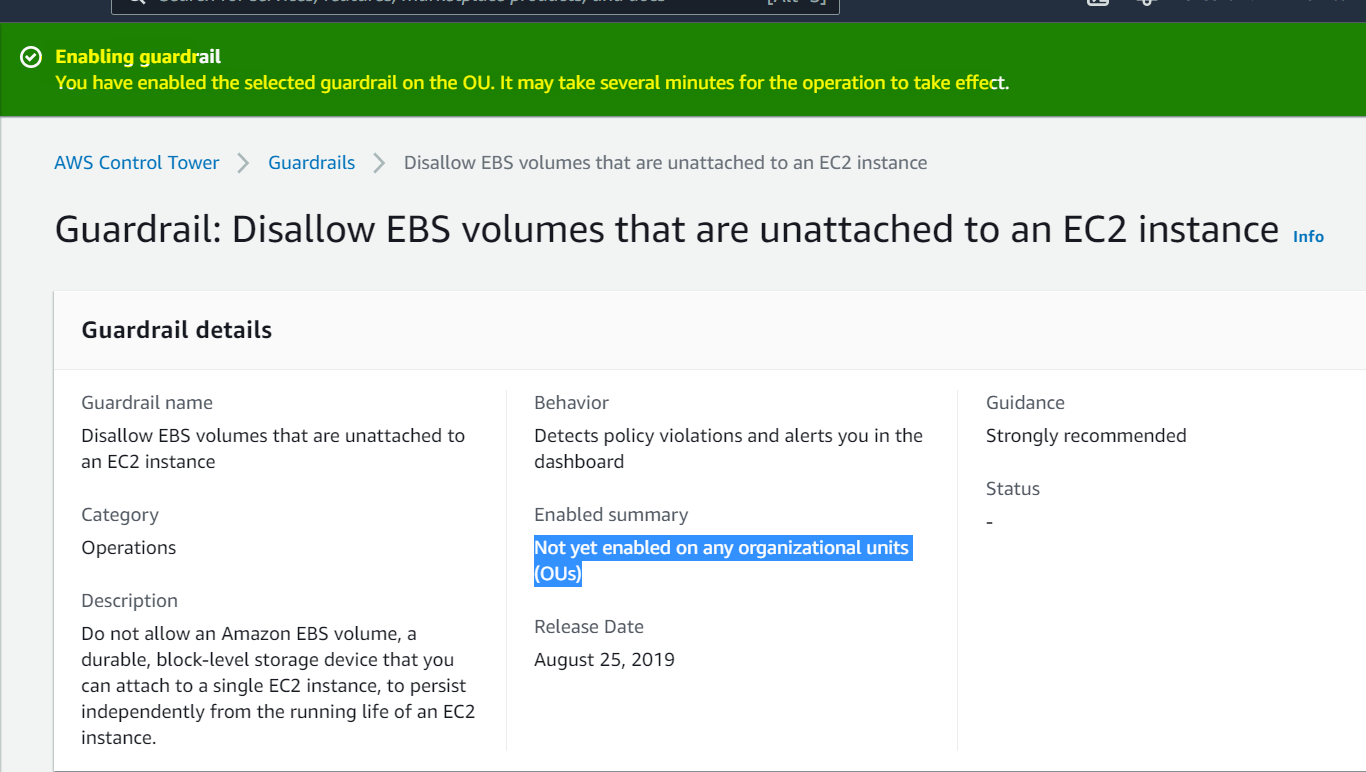 Enabling guardrail
You have enabled the selected guardrail on the OU. It may take several minutes for the operation to take effect.
AWS Control Tower
Guardrails
Disallow EBS volumes that are unattached to an EC2 instance
Guardrail: Disallow EBS volumes that are unattached to an EC2 instance Info
Guardrail details
Guardrail name
Disallow EBS volumes that are unattached to
an EC2 instance
Category
Operations
Description
Do not allow an Amazon EBS volume, a
durable, block-level storage device that you
can attach to a single EC2 instance, to persist
independently from the running life of an EC2
instance.
Behavior
Detects policy violations and alerts you in the
dashboard
Enabled summary
Not yet enabled on any organizational units
(OUs)
Release Date
August 25, 2019
Guidance
Strongly recommended
Status
-